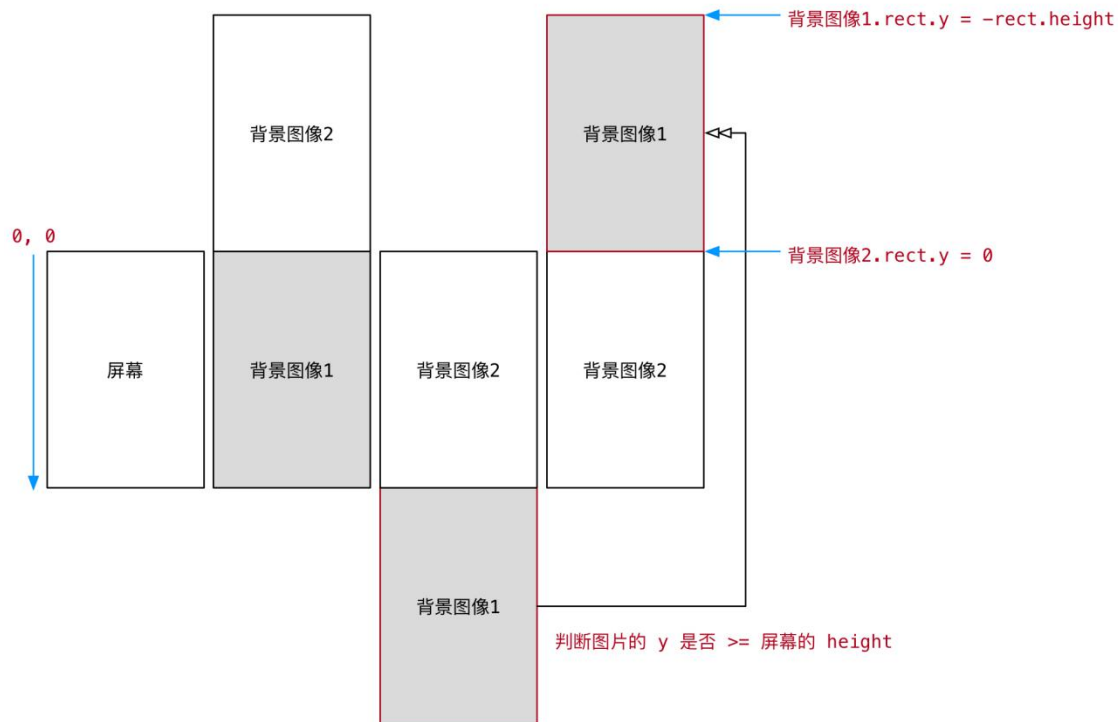 背景图像1.rect.y = -rect.height
背景图像2
背景图像1
0, 0
背景图像2.rect.y = 0
屏幕
背景图像1
背景图像2
背景图像2
背景图像1
判断图片的 y 是否 >= 屏幕的 height